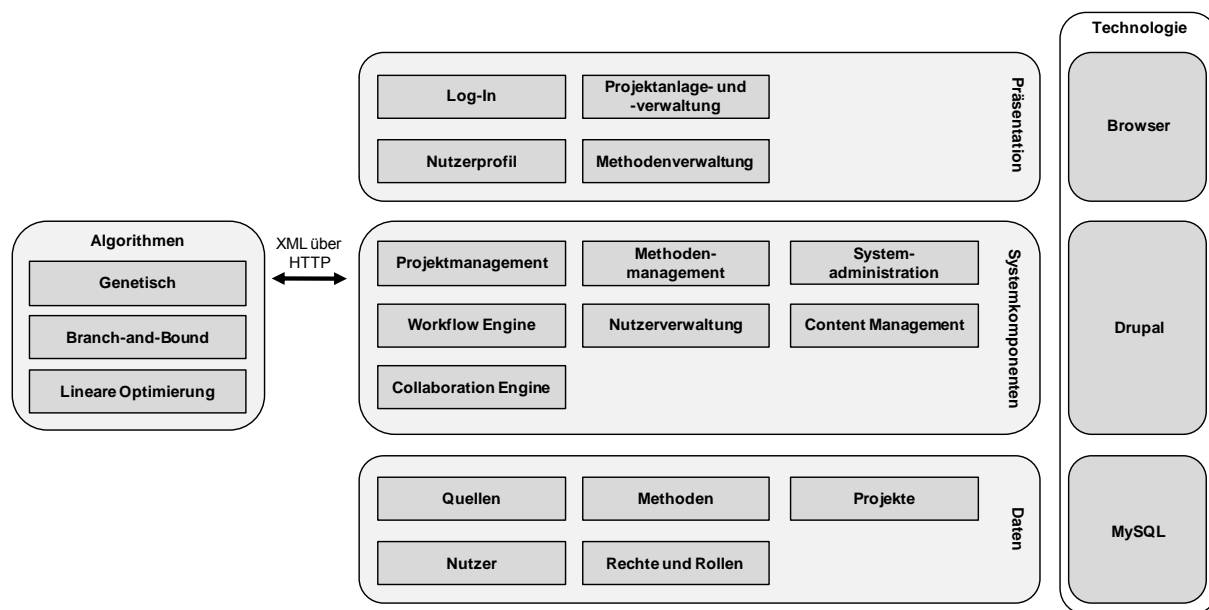 Technologie
Präsentation
Log-In
Projektanlage- und
-verwaltung
Nutzerprofil
Methodenverwaltung
Browser
Algorithmen
Genetisch
Branch-and-Bound
Lineare Optimierung
XML über
HTTP
Systemkomponenten
Projektmanagement
Methoden-
management
System-
administration
Workflow Engine
Nutzerverwaltung
Content Management
Collaboration Engine
Drupal
Daten
Quellen
Methoden
Projekte
Nutzer
Rechte und Rollen
MySQL